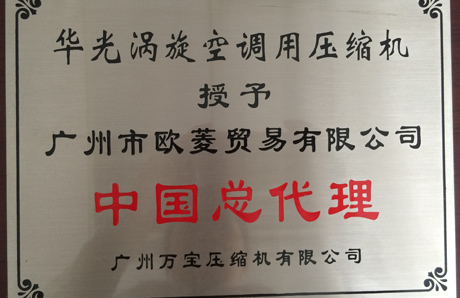 华光涡旋空调用压缩机
授予
广州市欧菱贸易有限公司
中国总代理
广州万宝压缩机有限公司